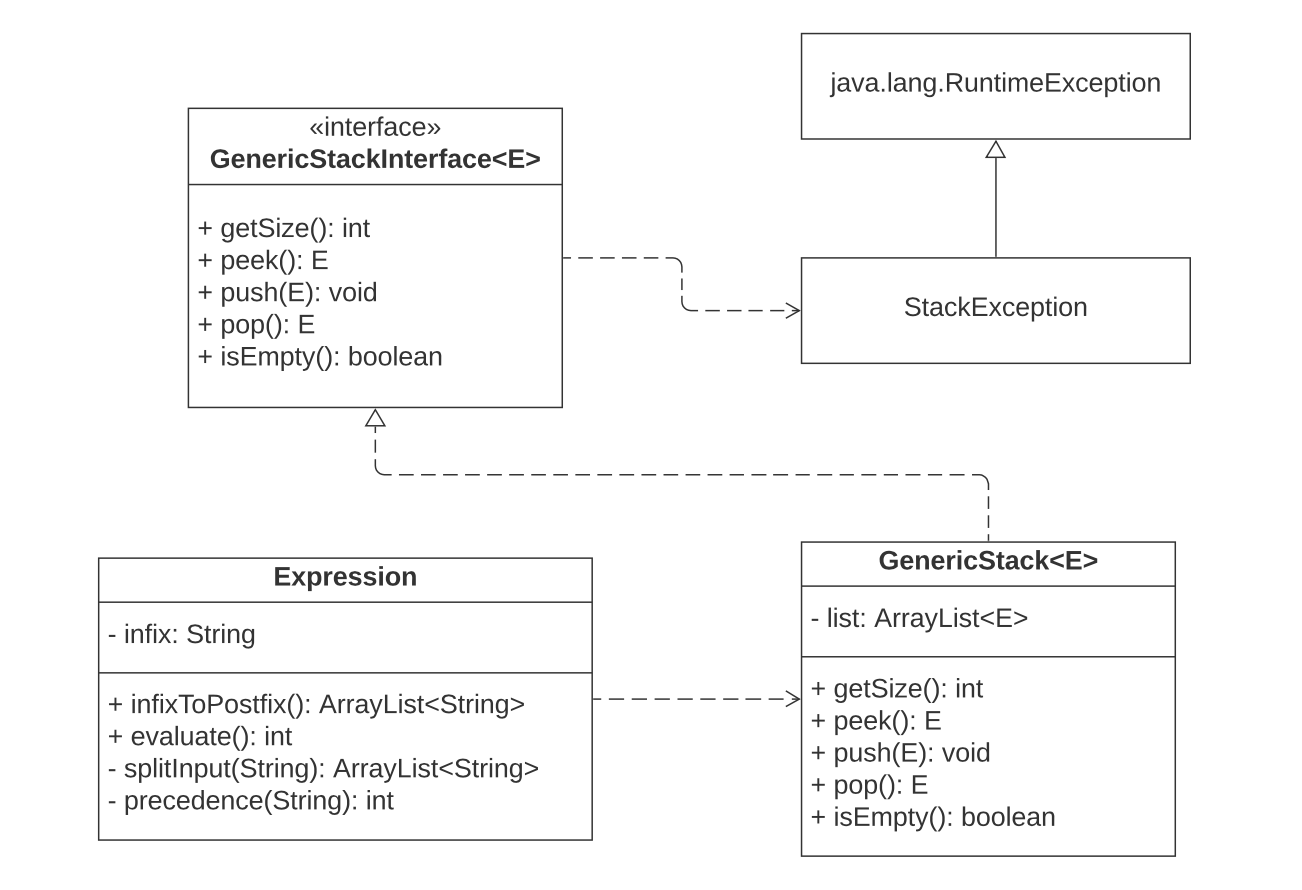 java.lang.RuntimeException
«interface»
GenericStackInterface<E>
+ getSize(): int
+ peek(): E
+ push(E): void
+ pop(): E
+ isEmpty(): boolean
StackException
Expression
- infix: String
+ infixToPostfix(): ArrayList<String>
+ evaluate(): int
- splitInput(String): ArrayList<String>
- precedence(String): int
GenericStack<E>
- list: ArrayList<E>
+ getSize(): int
+ peek(): E
+ push(E): void
+ pop(): E
+ isEmpty(): boolean